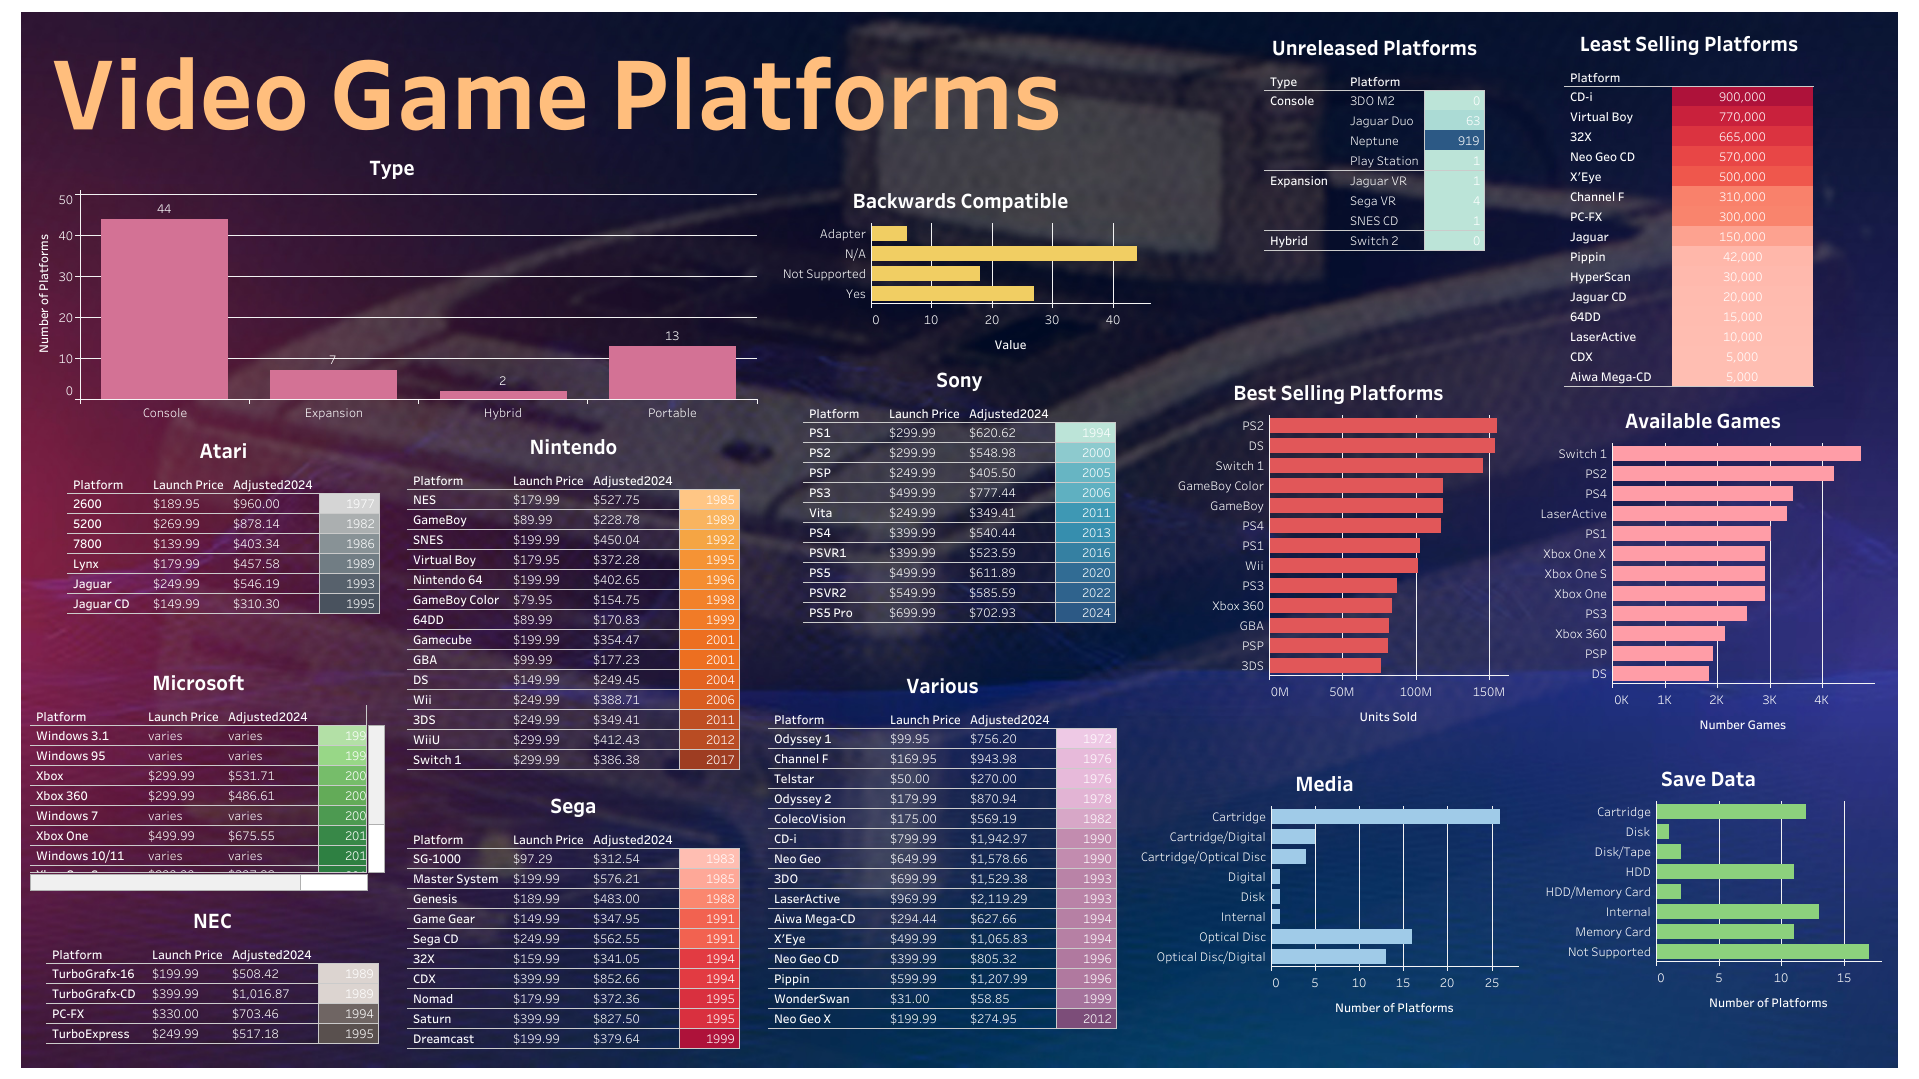 Video Game Platforms
Type
Number of Platforms
50
40
30
20
10
0
44
7
2
13
Console Expansion Hybrid Portable
Backwards Compatible
Adapter
N/A
Not Supported
Yes
0 10 20 30 40
Value
Unreleased Platforms
Type Platform
Console 3DO M2 0
Jaguar Duo 63
Neptune 919
Play Station 1
Expansion Jaguar VR 1
Sega VR 4
SNES CD 1
Hybrid Switch 2 0
Least Selling Platforms
Platform
CD-i 900,000
Virtual Boy 770,000
32X 665,000
Neo Geo CD 570,000
X'Eye 500,000
Channel F 310,000
PC-FX 300,000
Jaguar 150,000
Pippin 42,000
HyperScan 30,000
Jaguar CD 20,000
64DD 15,000
LaserActive 10,000
CDX 5,000
Aiwa Mega-CD 5,000
Atari
Platform Launch Price Adjusted2024
2600 $189.95 $960.00 1977
5200 $269.99 $878.14 1982
7800 $139.99 $403.34 1986
Lynx $179.99 $457.58 1989
Jaguar $249.99 $546.19 1993
Jaguar CD $149.99 $310.30 1995
Nintendo
Platform Launch Price Adjusted2024
NES $179.99 $527.75 1985
GameBoy $89.99 $228.78 1989
SNES $199.99 $450.04 1992
Virtual Boy $179.95 $372.28 1995
Nintendo 64 $199.99 $402.65 1996
GameBoy Color $79.95 $154.75 1998
64DD $89.99 $170.83 1999
Gamecube $199.99 $354.47 2001
GBA $99.99 $177.23 2001
DS $149.99 $249.45 2004
Wii $249.99 $388.71 2006
3DS $249.99 $349.41 2011
WiiU $299.99 $412.43 2012
Switch 1 $299.99 $386.38 2017
Sony
Platform Launch Price Adjusted2024
PS1 $299.99 $620.62 1994
PS2 $299.99 $548.98 2000
PSP $249.99 $405.50 2005
PS3 $499.99 $777.44 2006
Vita $249.99 $349.41 2011
PS4 $399.99 $540.44 2013
PSVR1 $399.99 $523.59 2016
PS5 $499.99 $611.89 2020
PSVR2 $549.99 $585.59 2022
PS5 Pro $699.99 $702.93 2024
Best Selling Platforms
PS2
DS
Switch 1
GameBoy Color
GameBoy
PS4
PS1
Wii
PS3
Xbox 360
GBA
PSP
3DS
0M 50M 100M 150M
Units Sold
Available Games
Switch 1
PS2
PS4
LaserActive
PS1
Xbox One X
Xbox One S
Xbox One
PS3
Xbox 360
PSP
DS
0K 1K 2K 3K 4K
Number Games
Microsoft
Platform Launch Price Adjusted2024
Windows 3.1 varies varies 199
Windows 95 varies varies 199
Xbox $299.99 $531.71 200
Xbox 360 $299.99 $486.61 200
Windows 7 varies varies 200
Xbox One $499.99 $675.55 201
Windows 10/11 varies varies 201
NEC
Platform Launch Price Adjusted2024
TurboGrafx-16 $199.99 $508.42 1989
TurboGrafx-CD $399.99 $1,016.87 1989
PC-FX $330.00 $703.46 1994
TurboExpress $249.99 $517.18 1995
Sega
Platform Launch Price Adjusted2024
SG-1000 $97.29 $312.54 1983
Master System $199.99 $576.21 1985
Genesis $189.99 $483.00 1988
Game Gear $149.99 $347.95 1991
Sega CD $249.99 $562.55 1991
32X $159.99 $341.05 1994
CDX $399.99 $852.66 1994
Nomad $179.99 $372.36 1995
Saturn $399.99 $827.50 1995
Dreamcast $199.99 $379.64 1999
Various
Platform Launch Price Adjusted2024
Odyssey 1 $99.95 $756.20 1972
Channel F $169.95 $943.98 1976
Telstar $50.00 $270.00 1976
Odyssey 2 $179.99 $870.94 1978
ColecoVision $175.00 $569.19 1982
CD-i $799.99 $1,942.97 1990
Neo Geo $649.99 $1,578.66 1990
3DO $699.99 $1,529.38 1993
LaserActive $969.99 $2,119.29 1993
Aiwa Mega-CD $294.44 $627.66 1994
X'Eye $499.99 $1,065.83 1994
Neo Geo CD $399.99 $805.32 1996
Pippin $599.99 $1,207.99 1996
WonderSwan $31.00 $58.85 1999
Neo Geo X $199.99 $274.95 2012
Media
Cartridge
Cartridge/Digital
Cartridge/Optical Disc
Digital
Disk
Internal
Optical Disc
Optical Disc/Digital
0 5 10 15 20 25
Number of Platforms
Save Data
Cartridge
Disk
Disk/Tape
HDD
HDD/Memory Card
Internal
Memory Card
Not Supported
0 5 10 15
Number of Platforms